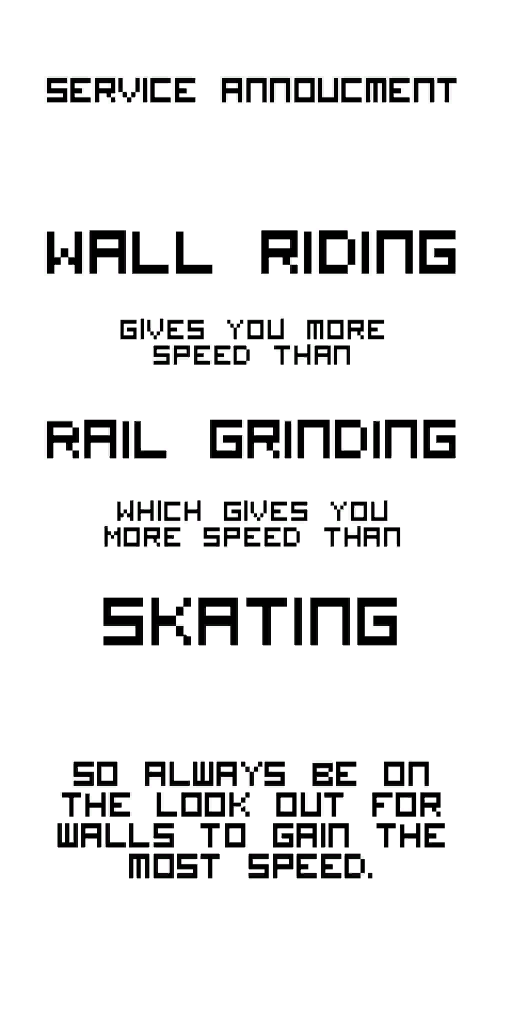 SERVICE ANNOUCMENT
WALL RIDING
GIVES YOU MORE
SPEED THAN
RAIL GRINDING
WHICH GIVES YOU
MORE SPEED THAN
SKATING
SO ALWAYS BE ON
THE LOOK OUT FOR
WALLS TO GAIN THE
MOST SPEED.